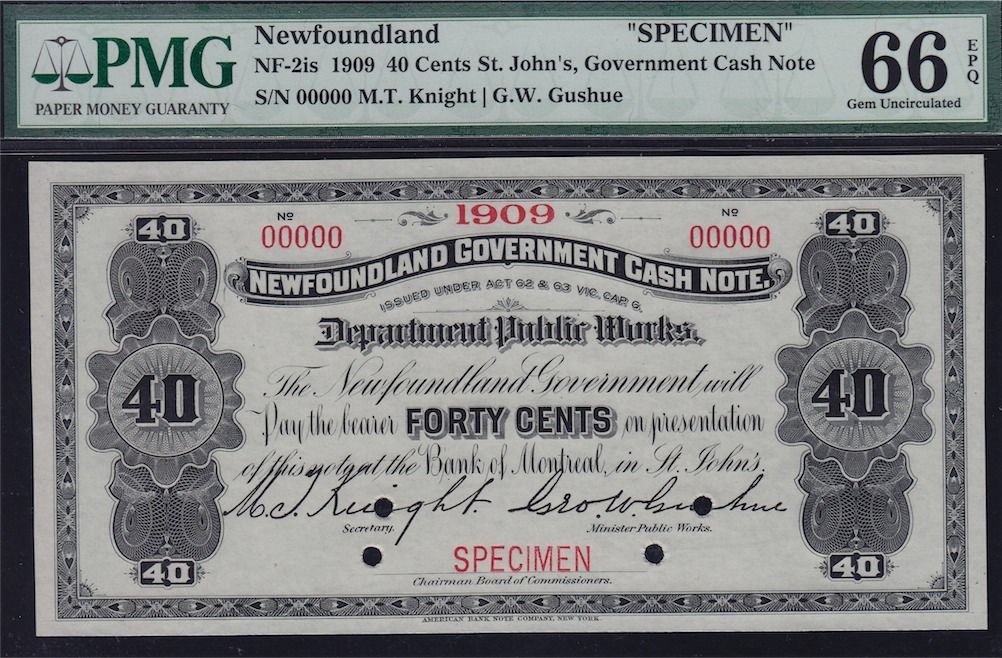 PMG
PAPER MONEY GUARANTY
Newfoundland "SPECIMEN"
NF-2is 1909 40 Cents St. John's, Government Cash Note
S/N 00000 M.T. Knight | G.W. Gushue
66 EPQ
Gem Uncirculated
40 1909 40
Nº Nº
00000 00000
NEWFOUNDLAND GOVERNMENT CASH NOTE.
ISSUED UNDER ACT 62 & 63 VIC. CAP. 6.
Department Public Works.
The Newfoundland Government will
40 40
Pay the bearer FORTY CENTS on presentation
of this note at the Bank of Montreal, in St. John's.
M.T. Knight. Geo. W. Gushue
Secretary. Minister Public Works.
SPECIMEN
40 40
Chairman Board of Commissioners.
AMERICAN BANK NOTE COMPANY, NEW YORK.